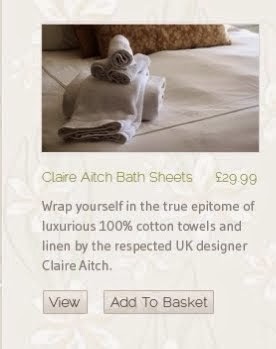 Claire Aitch Bath Sheets £29.99
Wrap yourself in the true epitome of
luxurious 100% cotton towels and
linen by the respected UK designer
Claire Aitch.
View Add To Basket